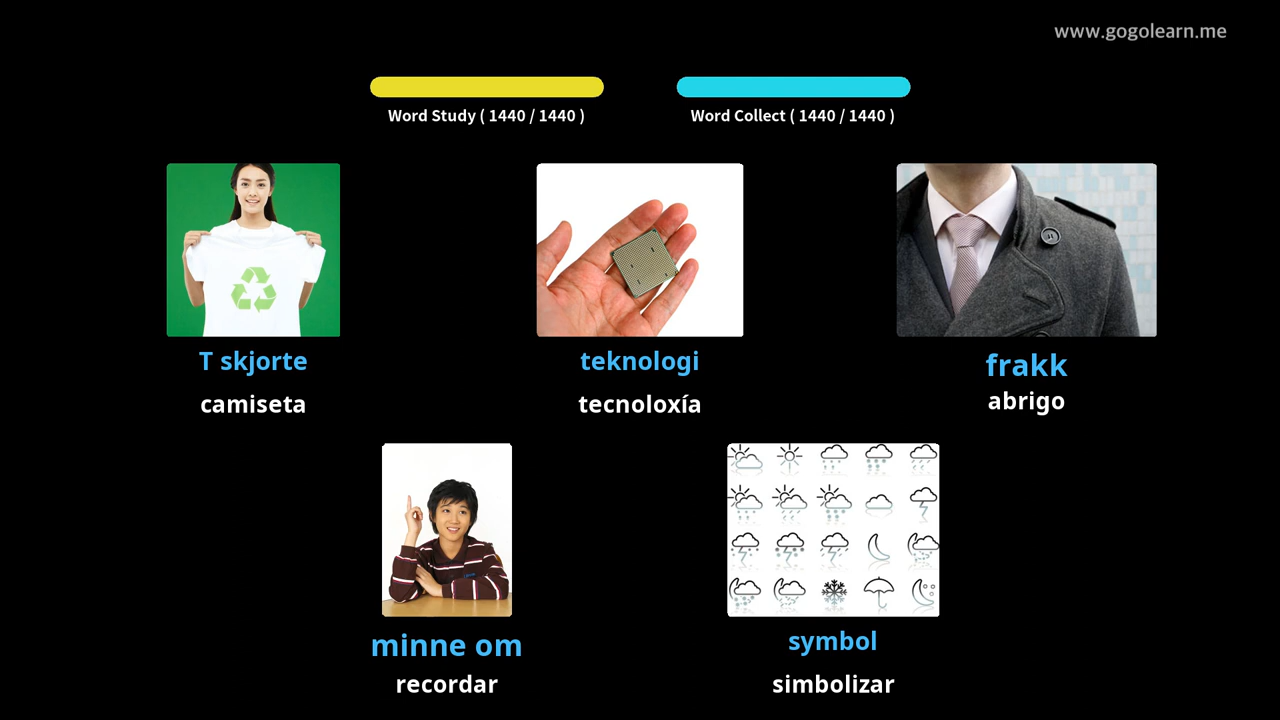 www.gogolearn.me
Word Study ( 1440 / 1440 )
Word Collect ( 1440 / 1440 )
T skjorte
camiseta
teknologi
tecnoloxía
frakk
abrigo
minne om
recordar
symbol
simbolizar